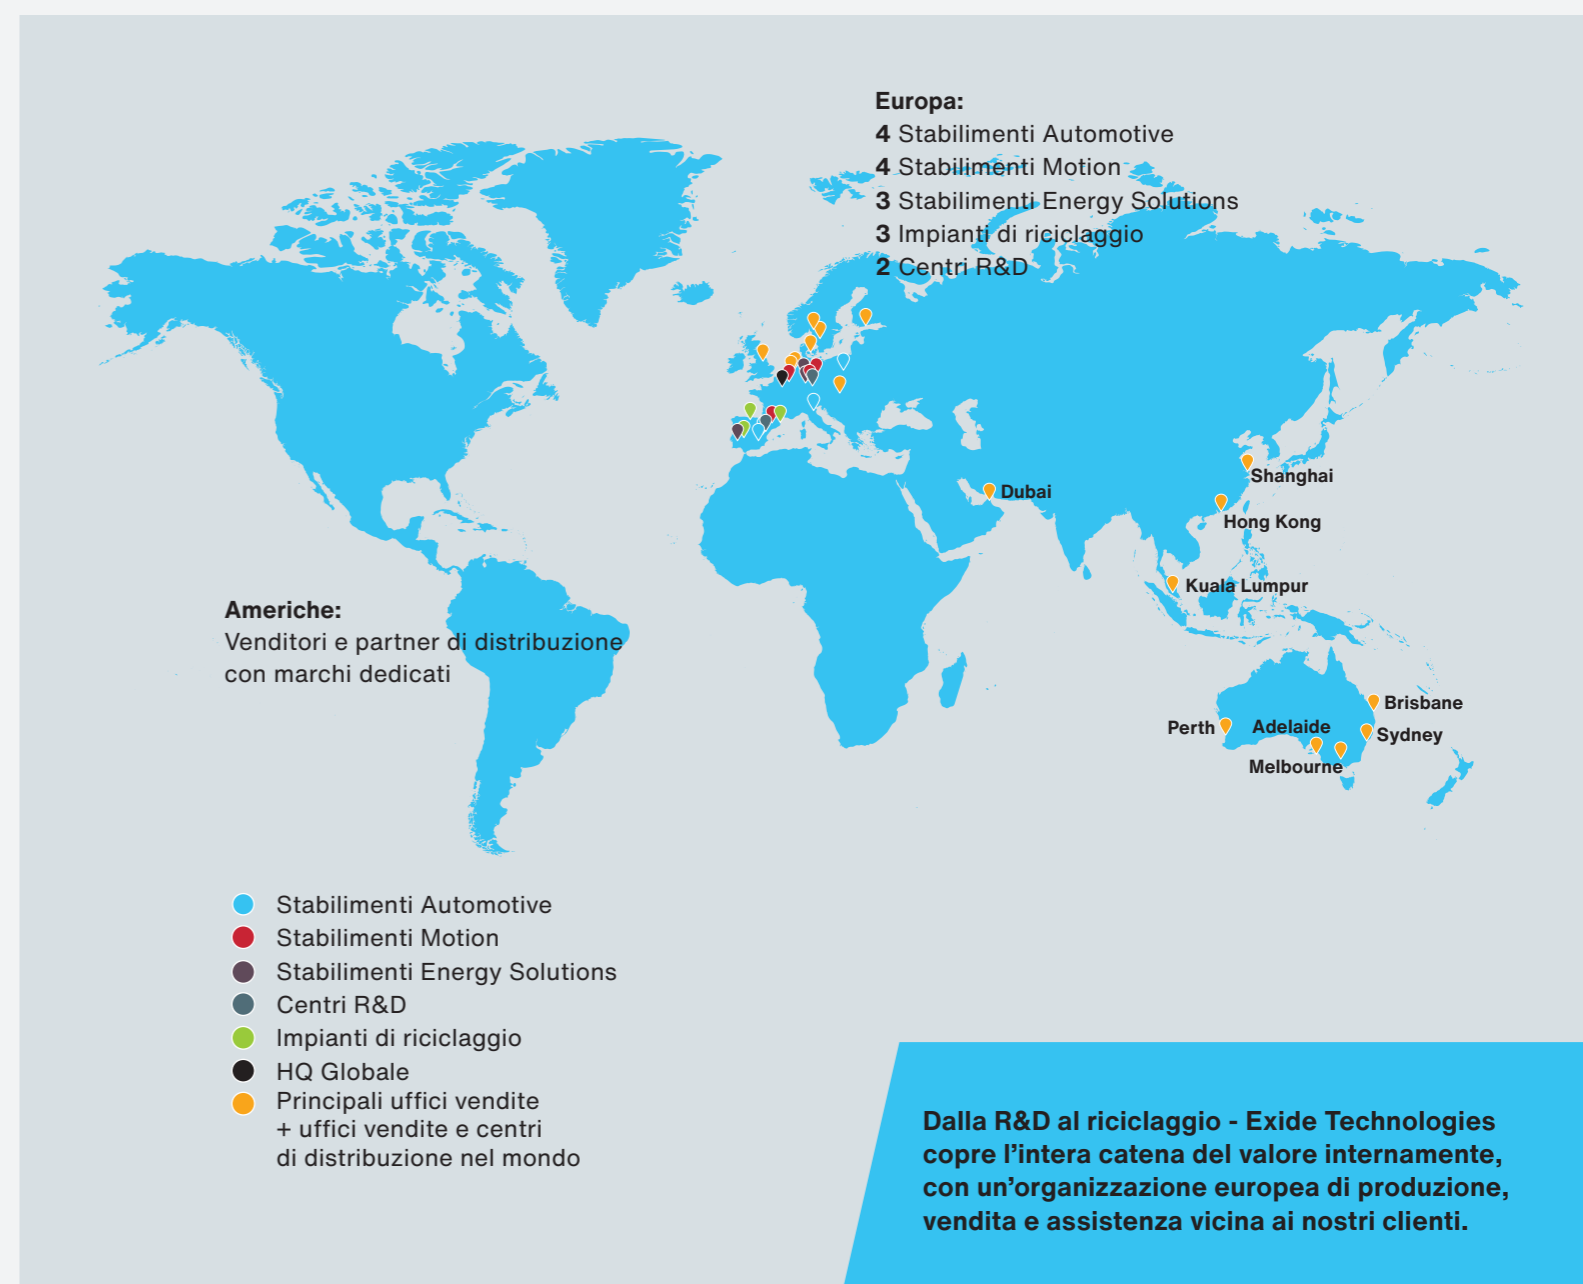 Europa:
4 Stabilimenti Automotive
4 Stabilimenti Motion
3 Stabilimenti Energy Solutions
3 Impianti di riciclaggio
2 Centri R&D
Shanghai
Dubai
Hong Kong
Kuala Lumpur
Americhe:
Venditori e partner di distribuzione
con marchi dedicati
Brisbane
Perth
Adelaide
Sydney
Melbourne
Stabilimenti Automotive
Stabilimenti Motion
Stabilimenti Energy Solutions
Centri R&D
Impianti di riciclaggio
HQ Globale
Principali uffici vendite
+ uffici vendite e centri
di distribuzione nel mondo
Dalla R&D al riciclaggio - Exide Technologies
copre l’intera catena del valore internamente,
con un’organizzazione europea di produzione,
vendita e assistenza vicina ai nostri clienti.